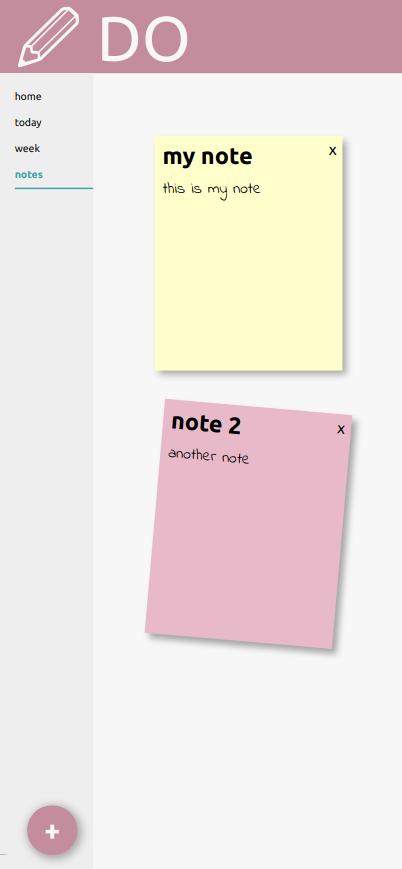 DO
home
today
week
notes
my note
x
this is my note
note 2
x
another note
+